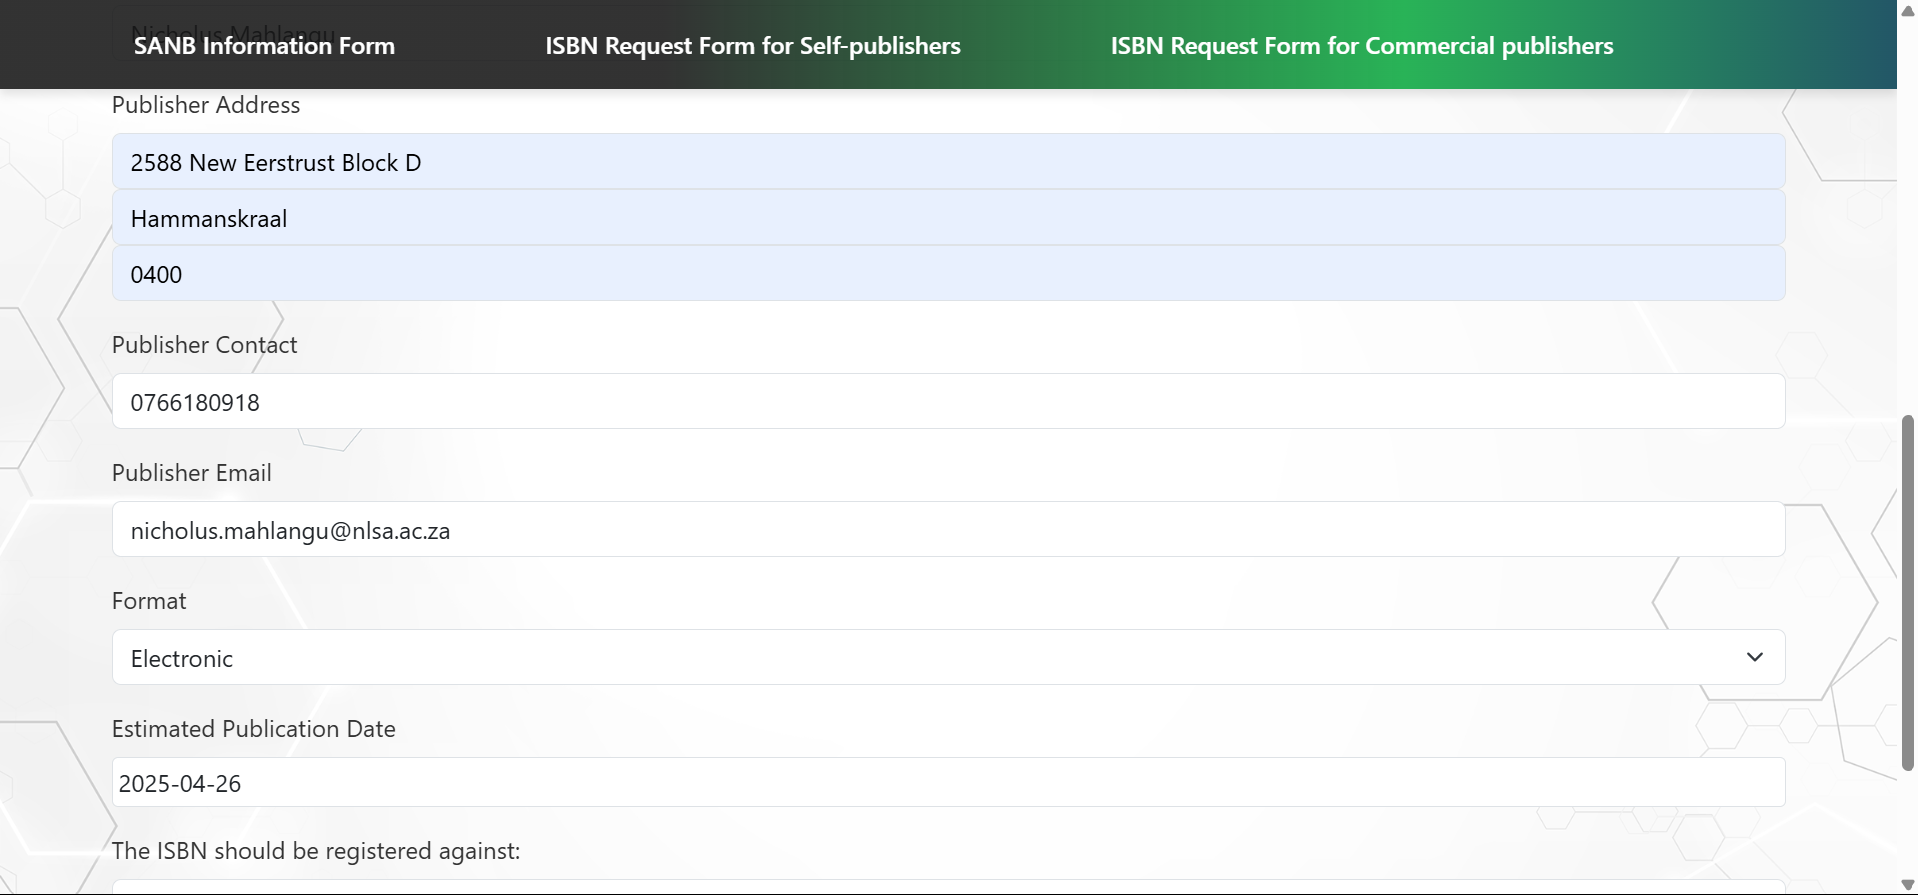 Nicholus Mahlangu
SANB Information Form
ISBN Request Form for Self-publishers
ISBN Request Form for Commercial publishers
Publisher Address
2588 New Eerstrust Block D
Hammanskraal
0400
Publisher Contact
0766180918
Publisher Email
nicholus.mahlangu@nlsa.ac.za
Format
Electronic
Estimated Publication Date
2025-04-26
The ISBN should be registered against: